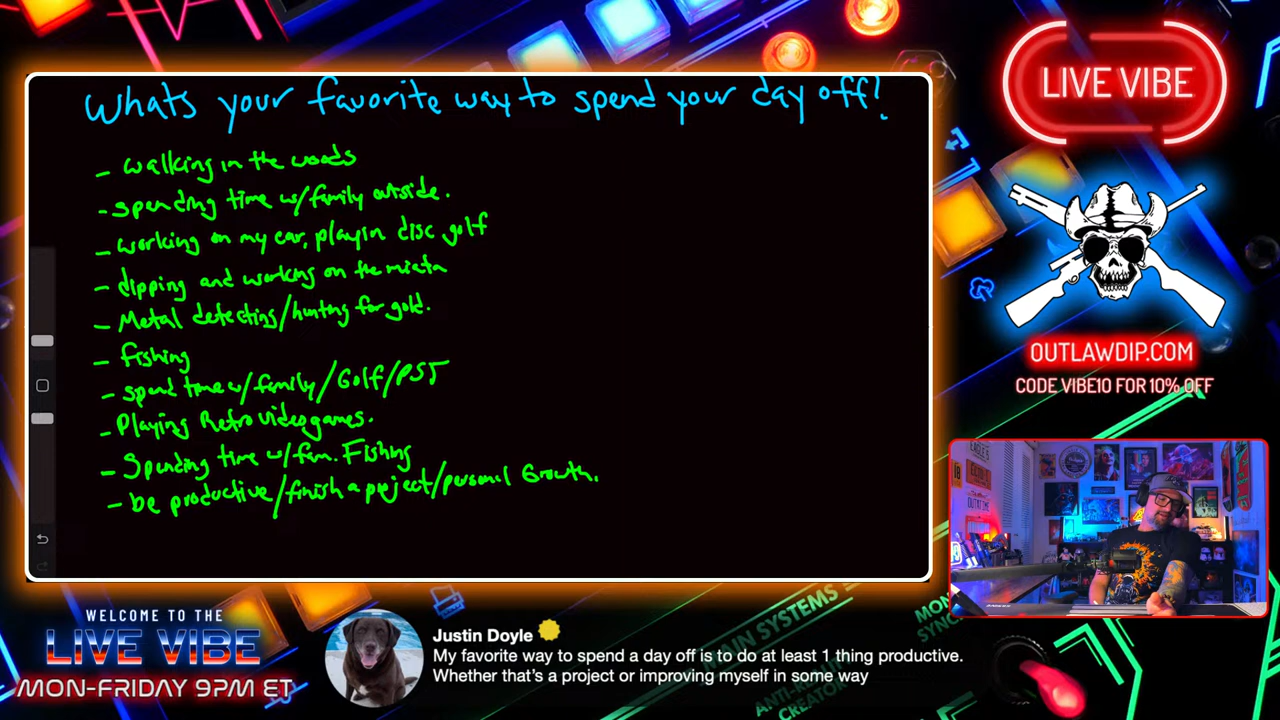 Whats your favorite way to spend your day off?
- walking in the woods
- spending time w/family outside.
- working on my car, playin disc golf
- dipping and working on the miata
- Metal detecting/hunting for gold.
- fishing
- spend time w/family/Golf/PS5
- Playing Retro videogames.
- Spending time w/fam. Fishing
- be productive/finish a project/personal Growth.
LIVE VIBE
OUTLAWDIP.COM
CODE VIBE10 FOR 10% OFF
WELCOME TO THE
LIVE VIBE
MON-FRIDAY 9PM ET
Justin Doyle
My favorite way to spend a day off is to do at least 1 thing productive.
Whether that's a project or improving myself in some way